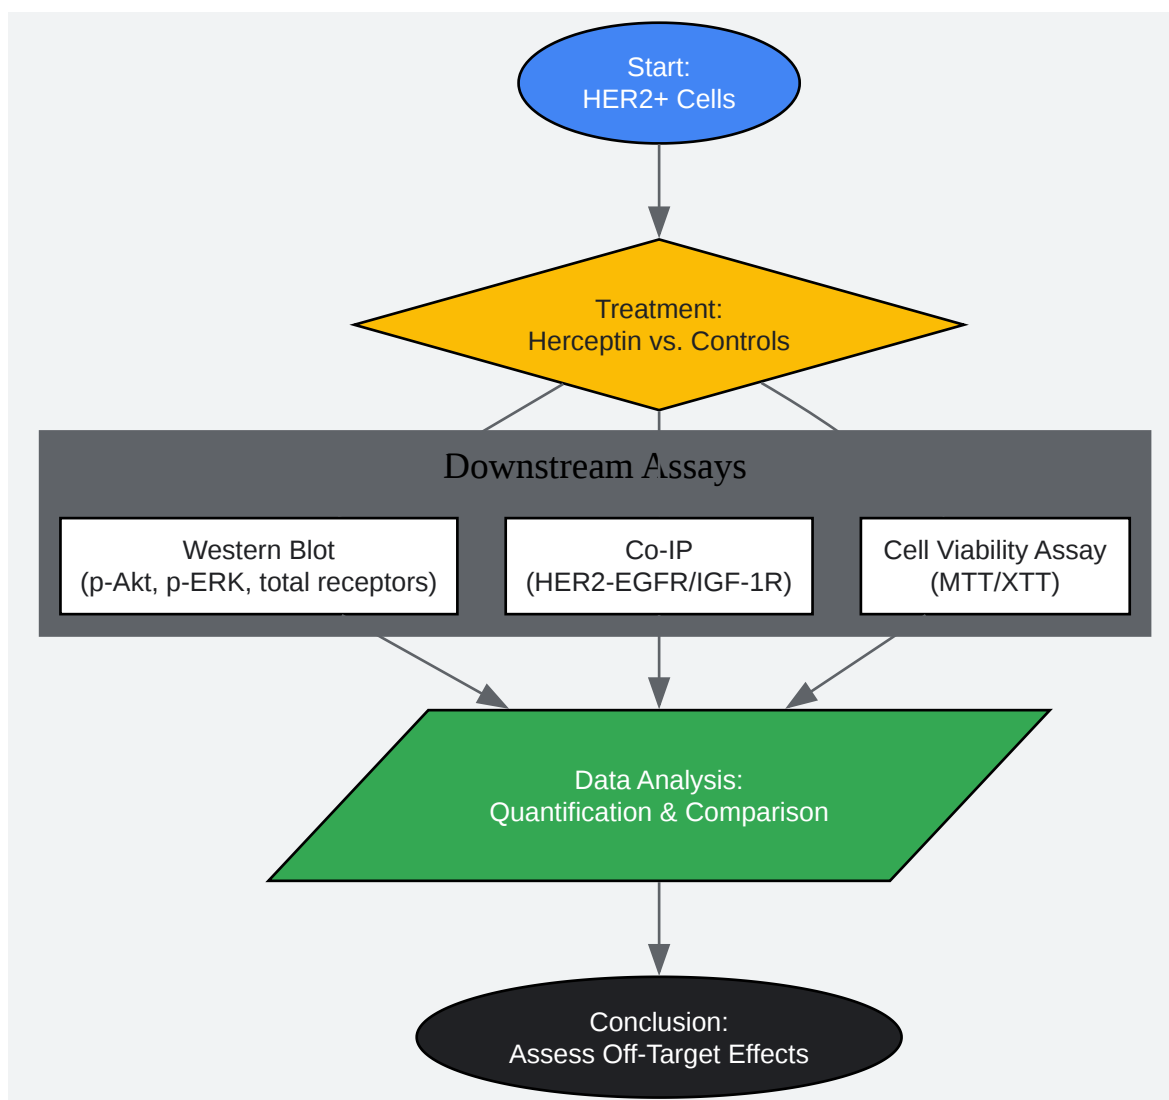 Start:
HER2+ Cells
Treatment:
Herceptin vs. Controls
Downstream Assays
Western Blot
(p-Akt, p-ERK, total receptors)
Co-IP
(HER2-EGFR/IGF-1R)
Cell Viability Assay
(MTT/XTT)
Data Analysis:
Quantification & Comparison
Conclusion:
Assess Off-Target Effects